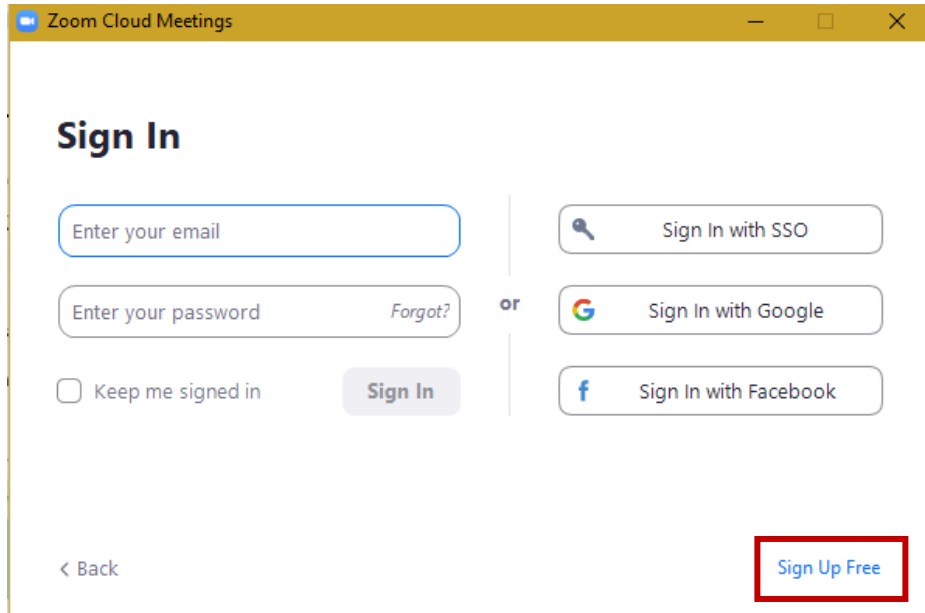 Zoom Cloud Meetings
Sign In
Enter your email
Enter your password Forgot?
Keep me signed in Sign In
or
Sign In with SSO
Sign In with Google
Sign In with Facebook
< Back
Sign Up Free